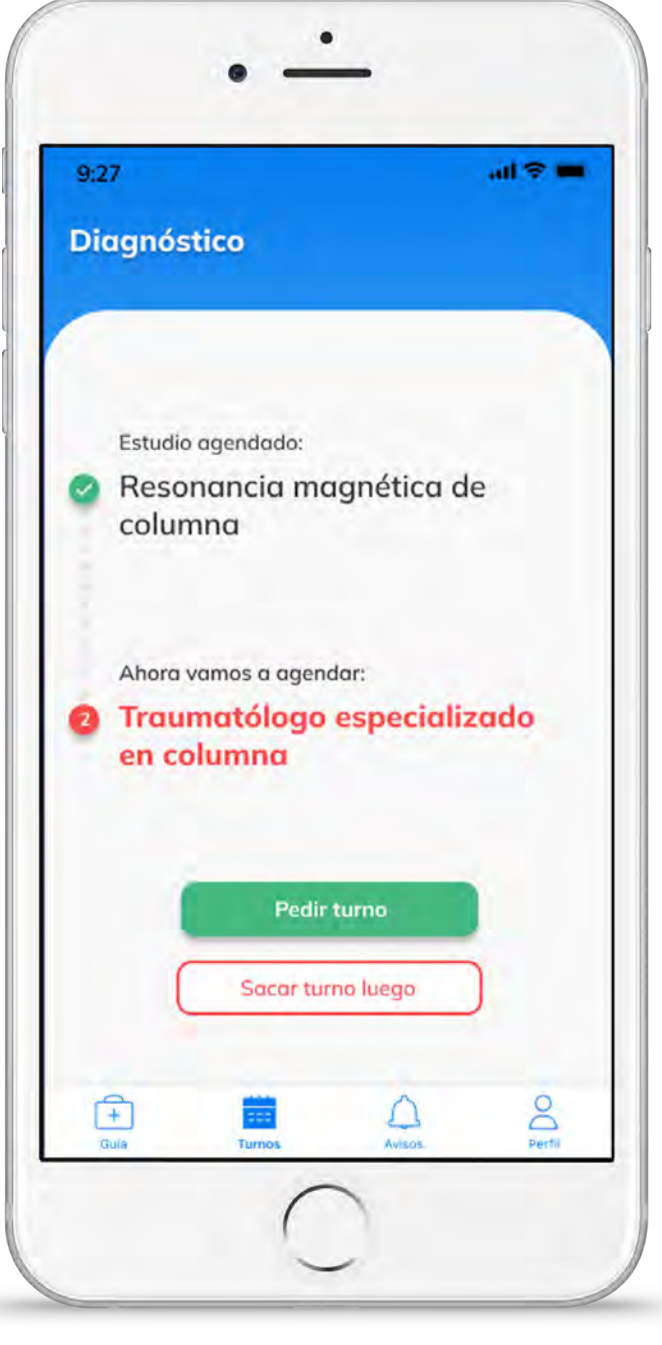 9:27
Diagnóstico
Estudio agendado:
Resonancia magnética de
columna
Ahora vamos a agendar:
2
Traumatólogo especializado
en columna
Pedir turno
Sacar turno luego
Guía
Turnos
Avisos
Perfil